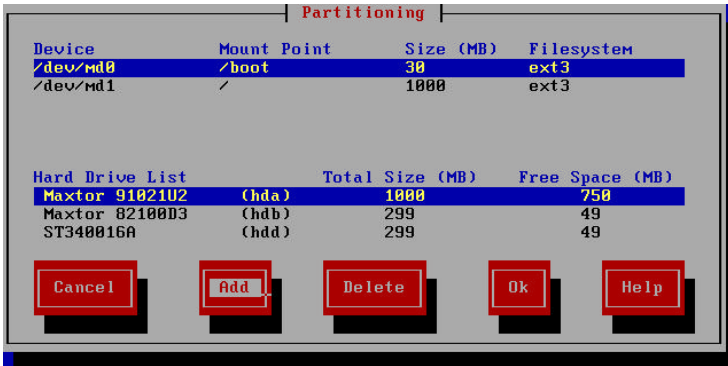 Partitioning
Device Mount Point Size (MB) Filesystem
/dev/md0 /boot 30 ext3
/dev/md1 / 1000 ext3
Hard Drive List Total Size (MB) Free Space (MB)
Maxtor 91021U2 (hda) 1000 750
Maxtor 82100D3 (hdb) 299 49
ST340016A (hdd) 299 49
Cancel Add Delete Ok Help